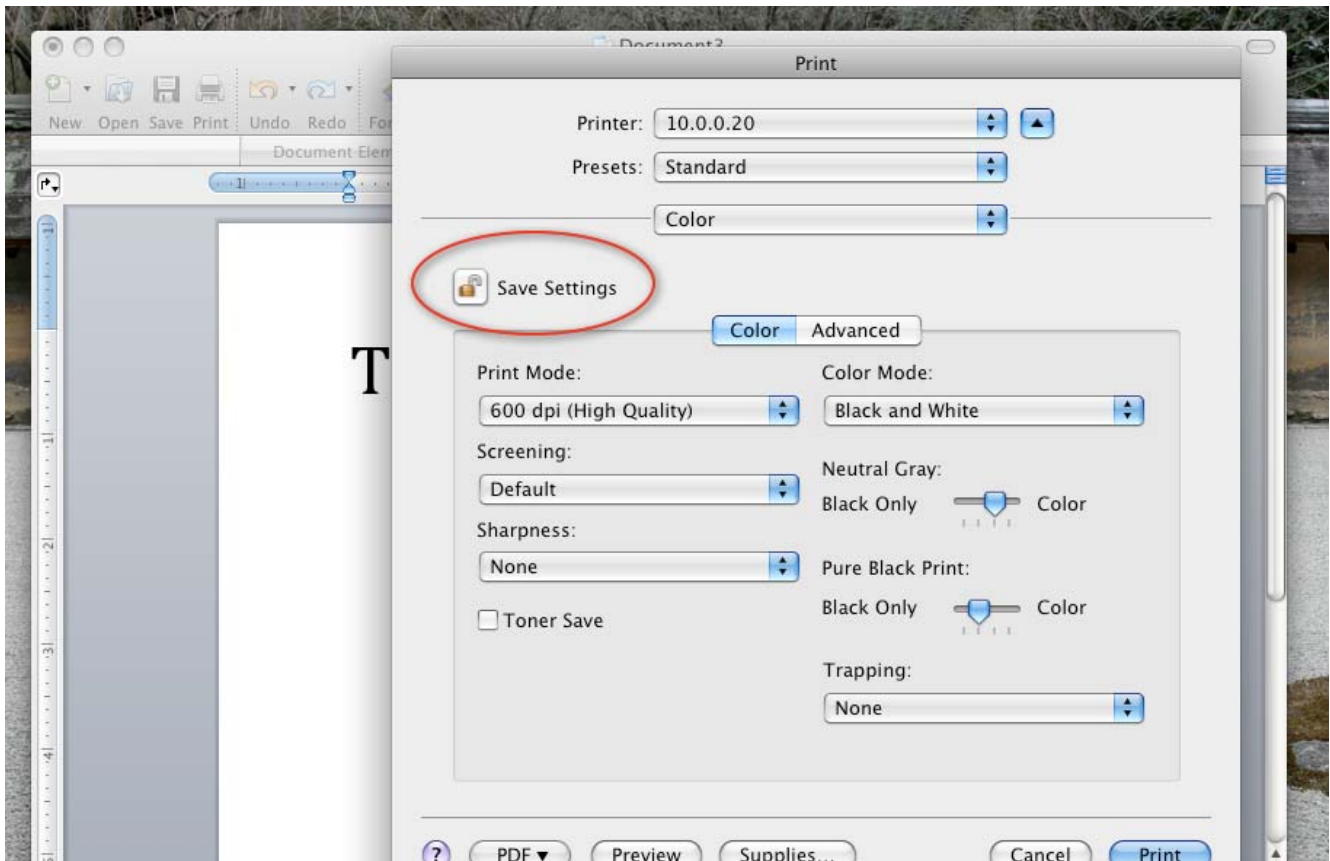 Document3
Print
New Open Save Print Undo Redo For
Document Elem
Printer: 10.0.0.20
Presets: Standard
Color
Save Settings
Color Advanced
T
Print Mode:
Color Mode:
600 dpi (High Quality)
Black and White
Screening:
Neutral Gray:
Default
Black Only Color
Sharpness:
None
Pure Black Print:
Toner Save
Black Only Color
Trapping:
None
? PDF Preview Supplies... Cancel Print